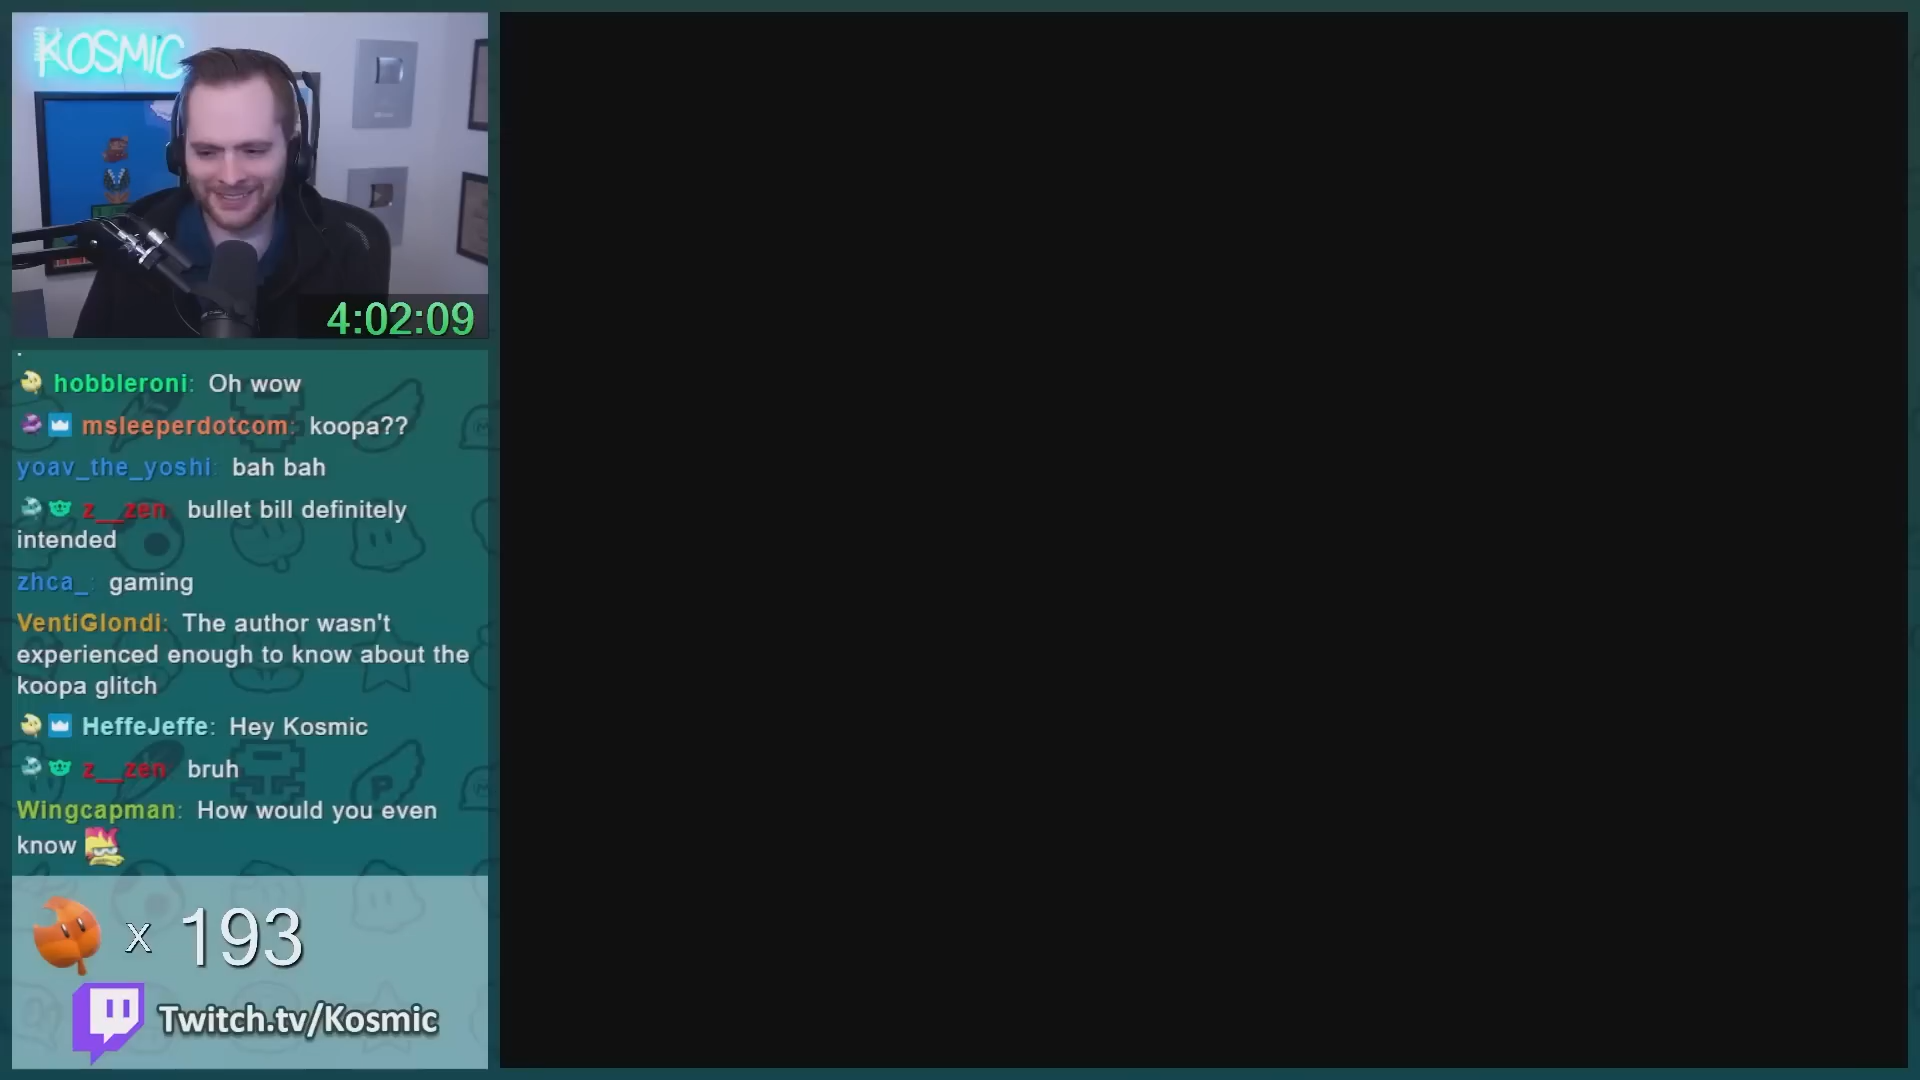 KOSMIC
4:02:09
hobbleroni: Oh wow
msleeperdotcom: koopa??
yoav_the_yoshi: bah bah
z__zen: bullet bill definitely
intended
zhca_: gaming
VentiGlondi: The author wasn't
experienced enough to know about the
koopa glitch
HeffeJeffe: Hey Kosmic
z__zen: bruh
Wingcapman: How would you even
know
x 193
Twitch.tv/Kosmic